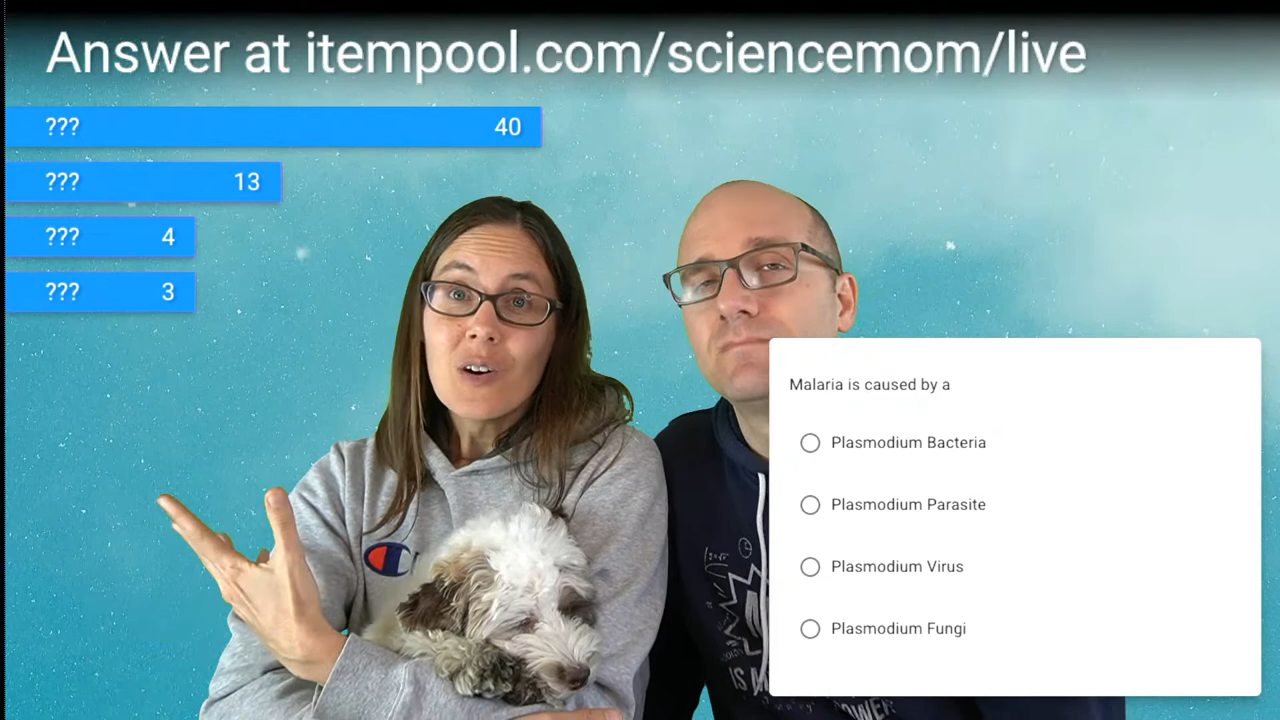 Answer at itempool.com/sciencemom/live
??? 40
??? 13
??? 4
??? 3
Malaria is caused by a
Plasmodium Bacteria
Plasmodium Parasite
Plasmodium Virus
Plasmodium Fungi
IS